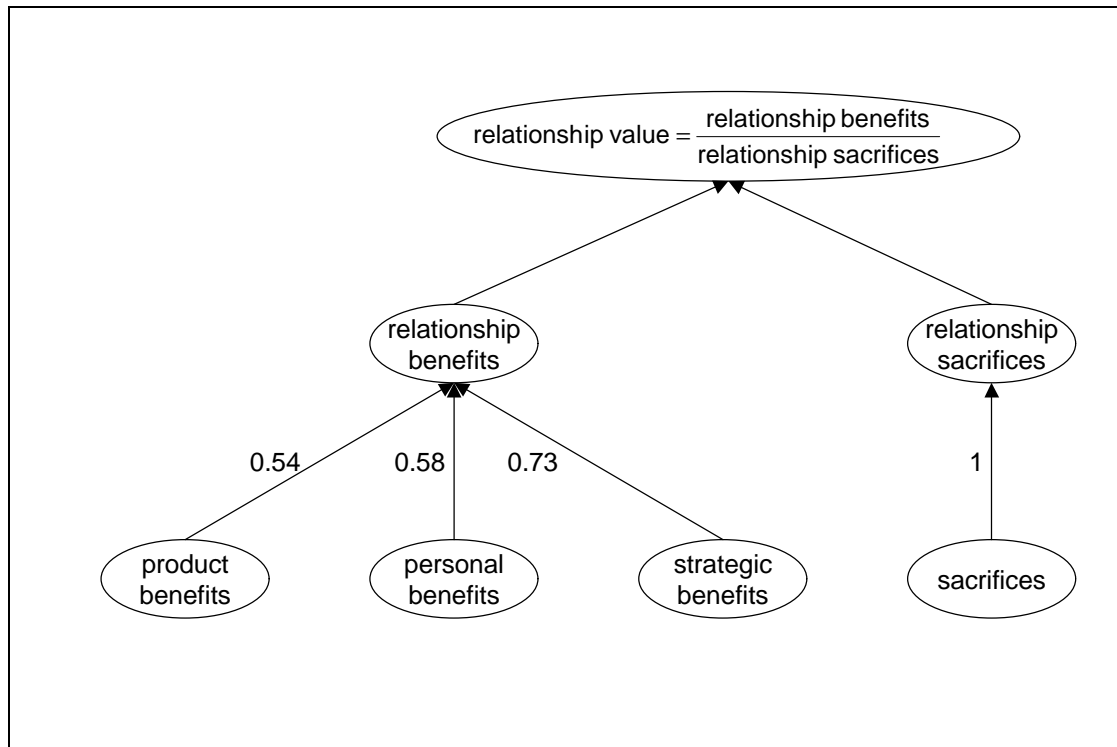 relationship value = relationship benefits / relationship sacrifices
relationship
benefits
relationship
sacrifices
0.54
0.58
0.73
1
product
benefits
personal
benefits
strategic
benefits
sacrifices